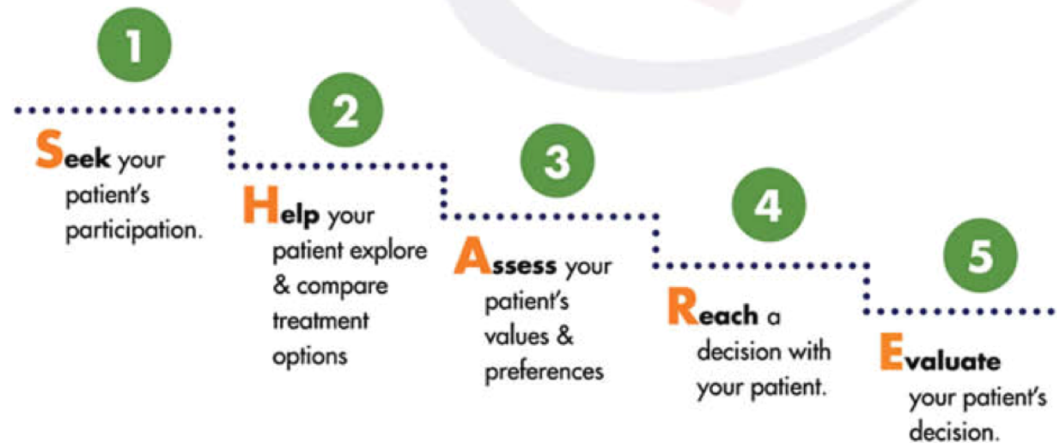 1
Seek your
patient's
participation.
2
Help your
patient explore
& compare
treatment
options
3
Assess your
patient's
values &
preferences
4
Reach a
decision with
your patient.
5
Evaluate
your patient's
decision.